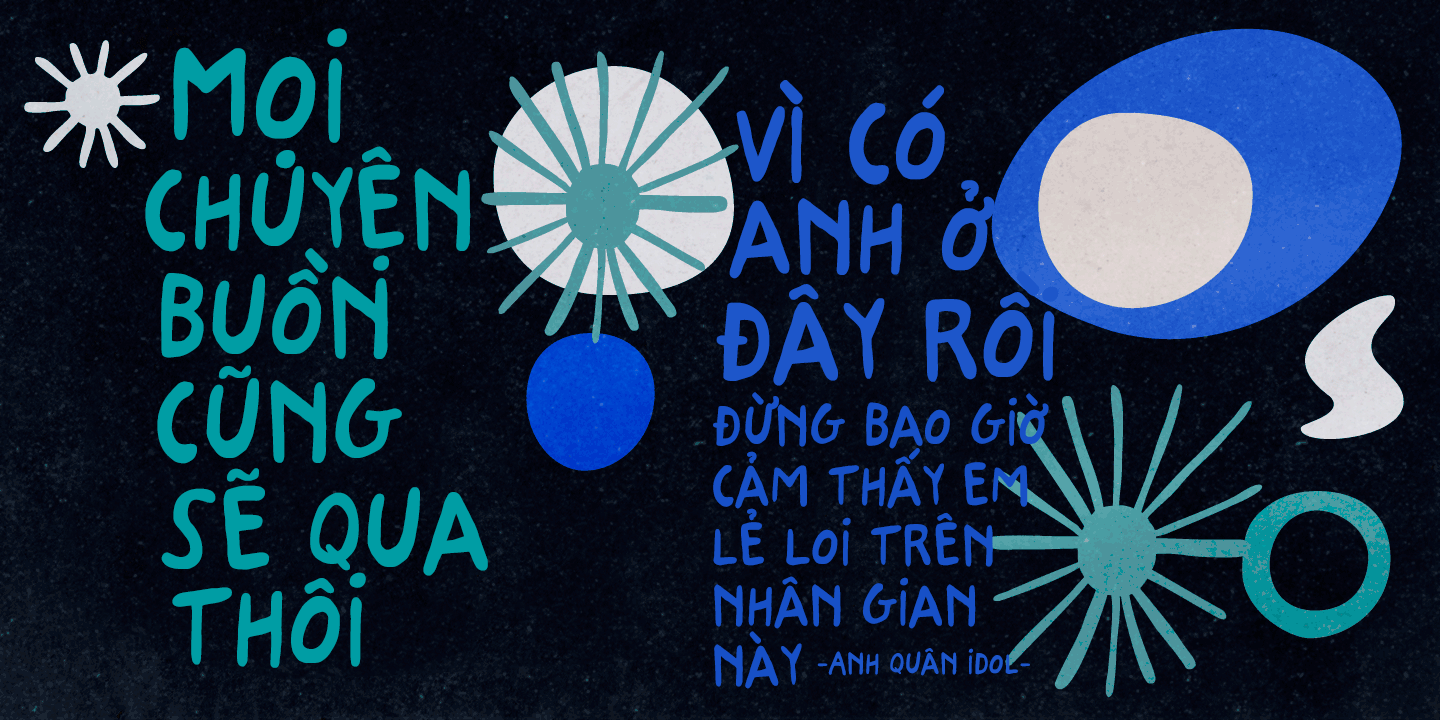 MỌI
CHUYỆN
BUỒN
CŨNG
SẼ QUA
THÔI
VÌ CÓ
ANH Ở
ĐÂY RỒI
ĐỪNG BAO GIỜ
CẢM THẤY EM
LẺ LOI TRÊN
NHÂN GIAN
NÀY -ANH QUÂN IDOL-